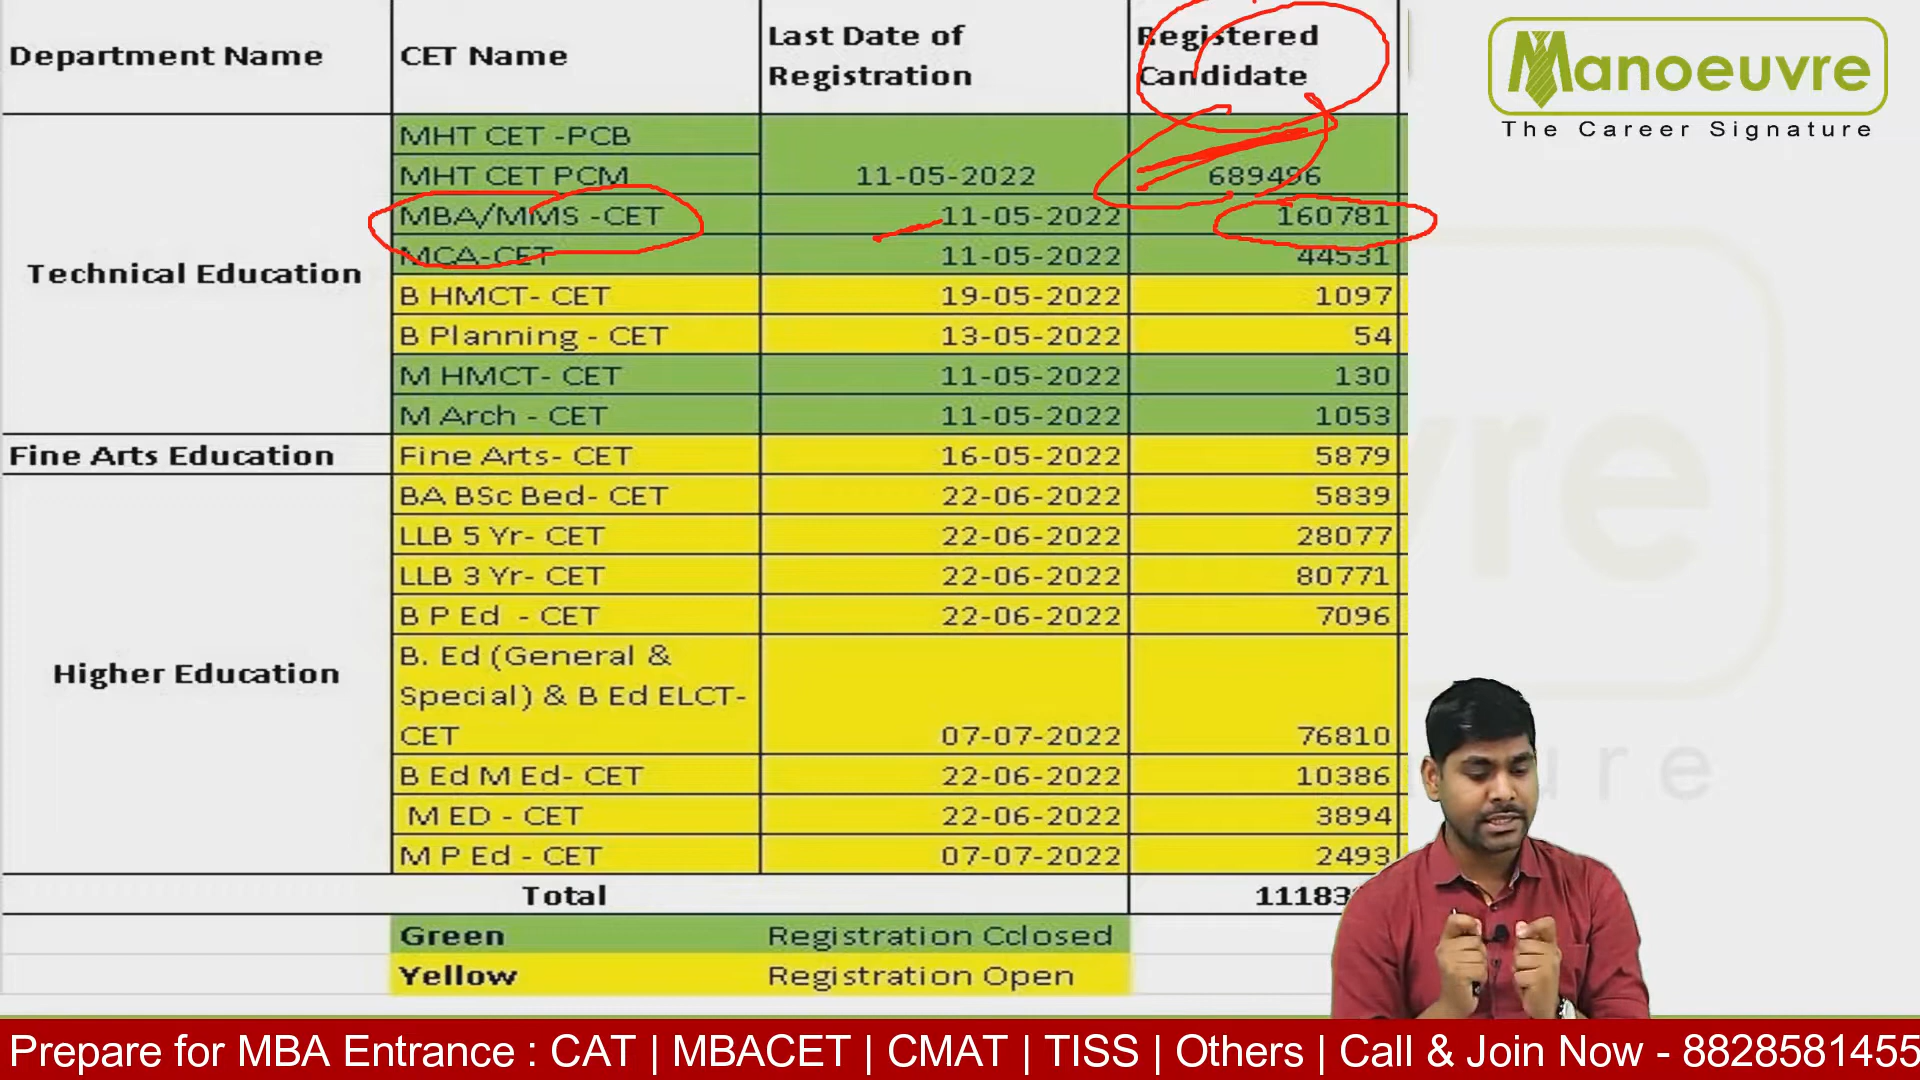 Department Name CET Name Last Date of Registration Registered Candidate
Manoeuvre
The Career Signature
MHT CET -PCB
MHT CET PCM 11-05-2022 689496
MBA/MMS -CET 11-05-2022 160781
MCA-CET 11-05-2022 44531
Technical Education
B HMCT- CET 19-05-2022 1097
B Planning - CET 13-05-2022 54
M HMCT- CET 11-05-2022 130
M Arch - CET 11-05-2022 1053
Fine Arts Education Fine Arts- CET 16-05-2022 5879
BA BSc Bed- CET 22-06-2022 5839
LLB 5 Yr- CET 22-06-2022 28077
LLB 3 Yr- CET 22-06-2022 80771
B P Ed - CET 22-06-2022 7096
Higher Education
B. Ed (General &
Special) & B Ed ELCT-
CET 07-07-2022 76810
B Ed M Ed- CET 22-06-2022 10386
M ED - CET 22-06-2022 3894
M P Ed - CET 07-07-2022 2493
Total
Green Registration Cclosed
Yellow Registration Open
Prepare for MBA Entrance : CAT | MBACET | CMAT | TISS | Others | Call & Join Now - 8828581455